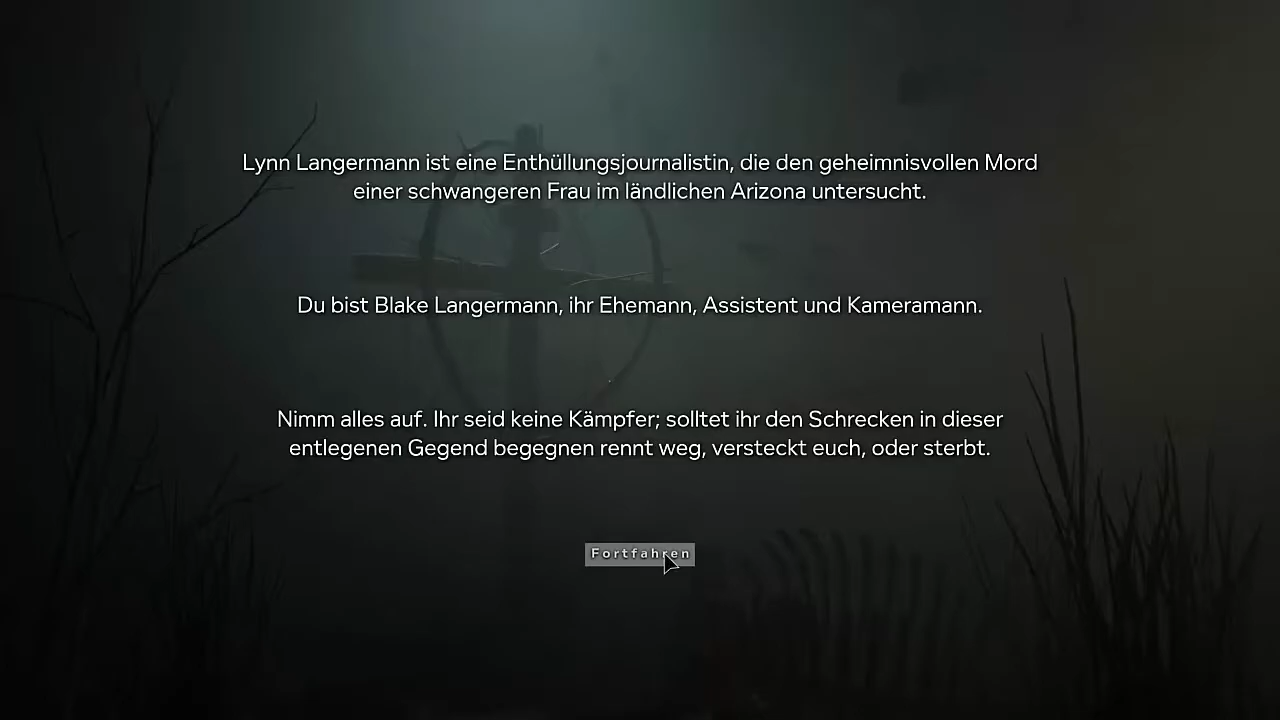 Lynn Langermann ist eine Enthüllungsjournalistin, die den geheimnisvollen Mord
einer schwangeren Frau im ländlichen Arizona untersucht.
Du bist Blake Langermann, ihr Ehemann, Assistent und Kameramann.
Nimm alles auf. Ihr seid keine Kämpfer; solltet ihr den Schrecken in dieser
entlegenen Gegend begegnen rennt weg, versteckt euch, oder sterbt.
Fortfahren